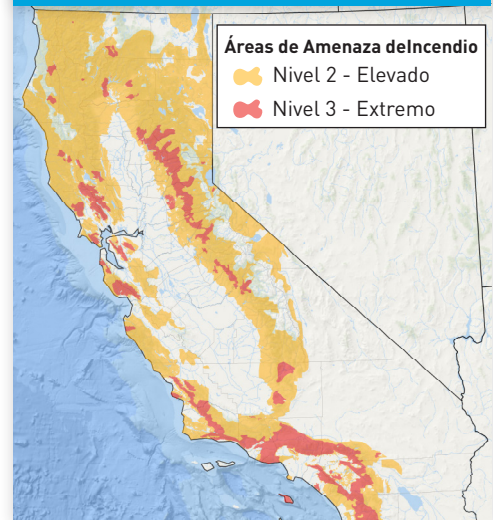 Áreas de Amenaza deIncendio
Nivel 2 - Elevado
Nivel 3 - Extremo